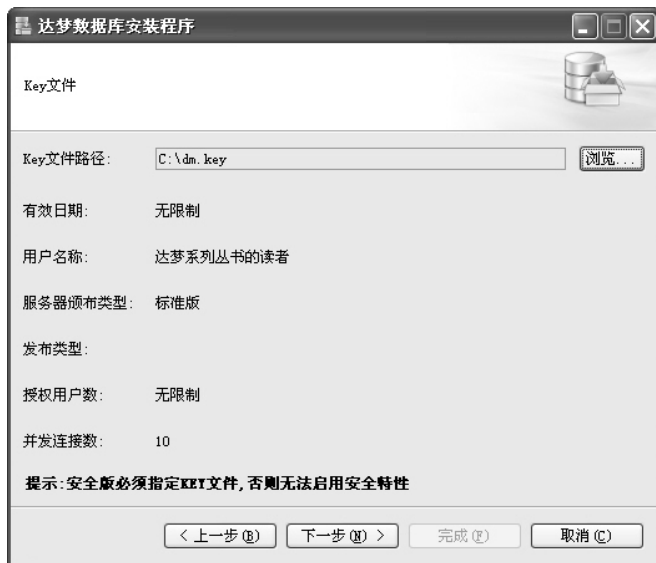 达梦数据库安装程序
Key文件
Key文件路径: C:\dm.key 浏览...
有效日期: 无限制
用户名称: 达梦系列丛书的读者
服务器颁布类型: 标准版
发布类型:
授权用户数: 无限制
并发连接数: 10
提示:安全版必须指定KEY文件,否则无法启用安全特性
< 上一步(B) 下一步(N) > 完成(F) 取消(C)